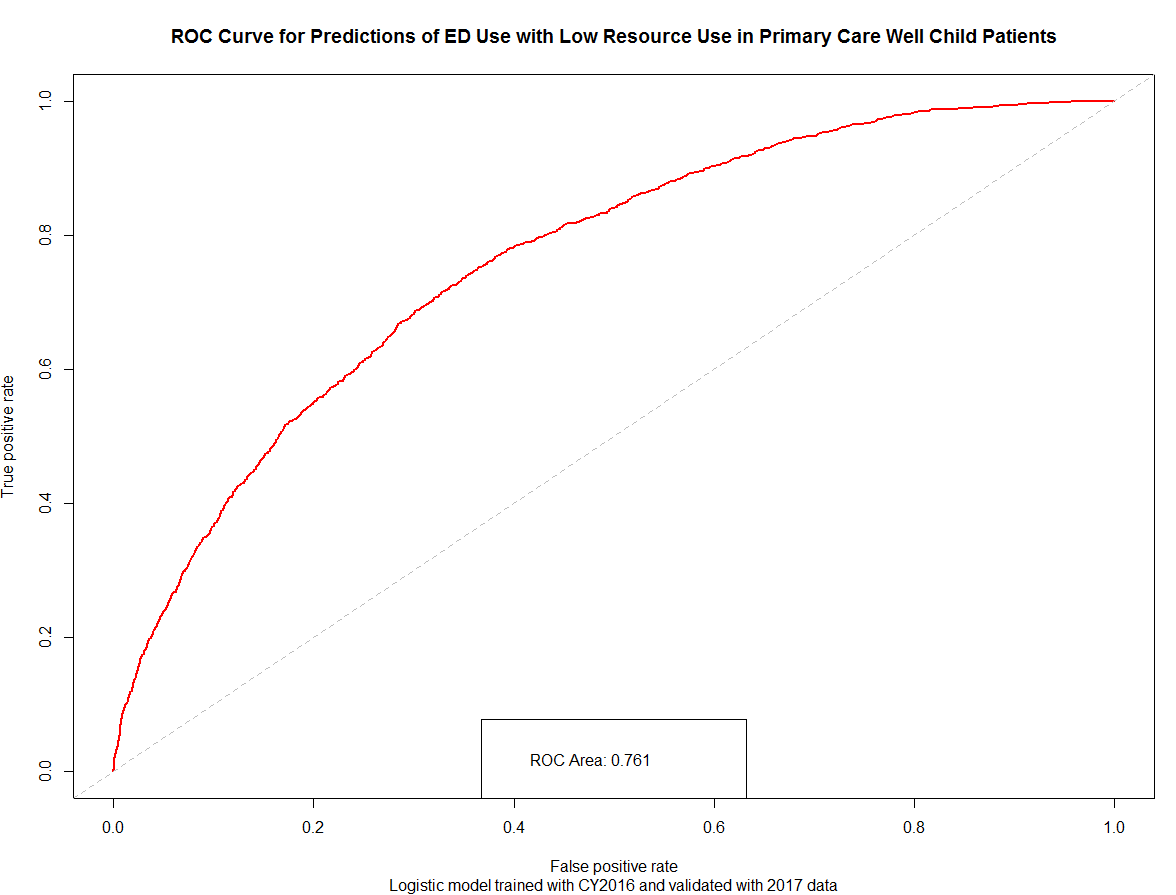 ROC Curve for Predictions of ED Use with Low Resource Use in Primary Care Well Child Patients
True positive rate
1.0
0.8
0.6
0.4
0.2
0.0
ROC Area: 0.761
0.0 0.2 0.4 0.6 0.8 1.0
False positive rate
Logistic model trained with CY2016 and validated with 2017 data